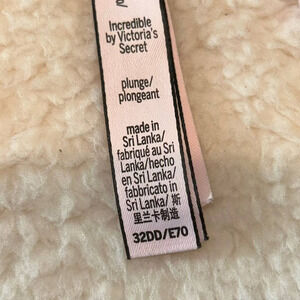 Incredible
by Victoria's
Secret
plunge/
plongeant
made in
Sri Lanka/
fabriqué au Sri
Lanka/hecho
en Sri Lanka/
fabbricato in
Sri Lanka/ 斯
里兰卡制造
32DD/E70